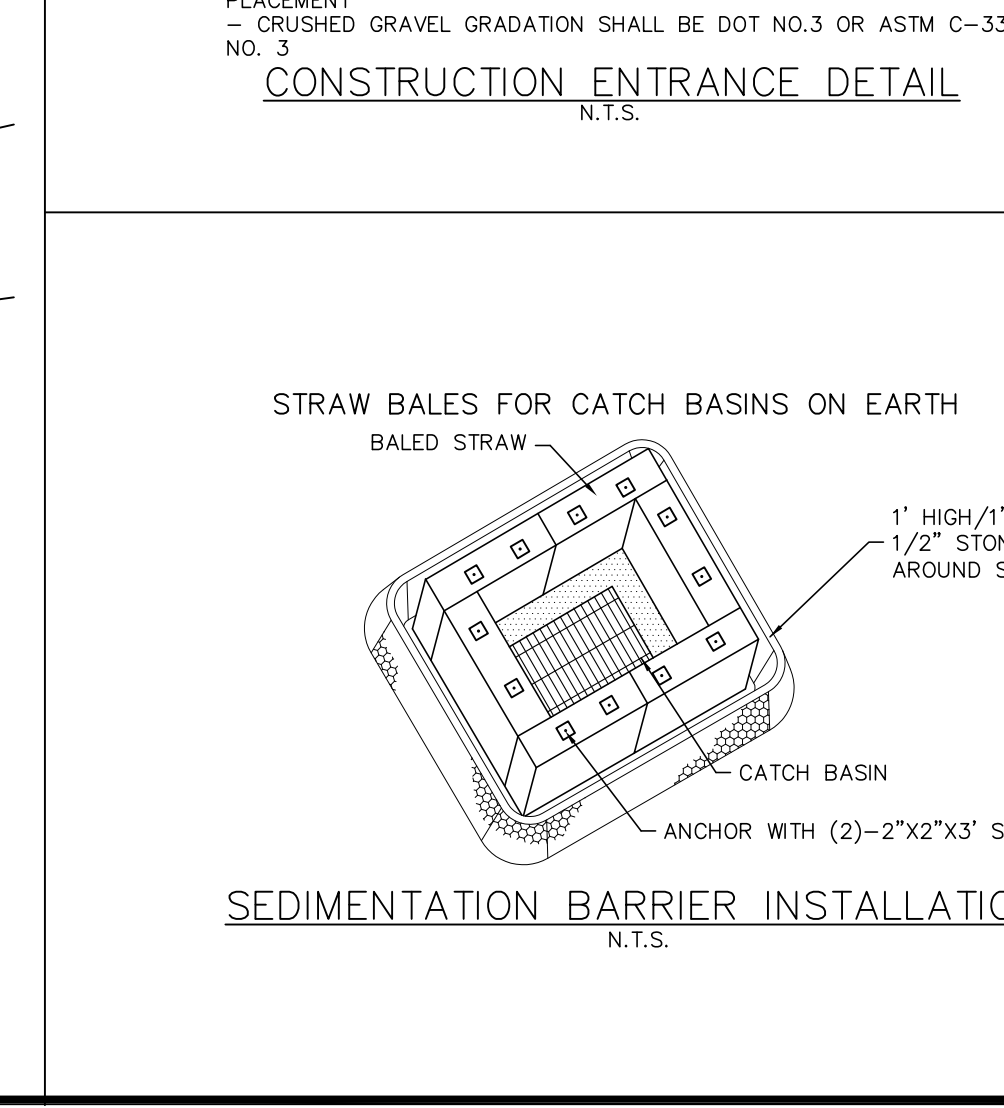 PLACEMENT
– CRUSHED GRAVEL GRADATION SHALL BE DOT NO.3 OR ASTM C–33
NO. 3
CONSTRUCTION ENTRANCE DETAIL
N.T.S.
STRAW BALES FOR CATCH BASINS ON EARTH
BALED STRAW
1' HIGH/1'
1/2" STON
AROUND S
CATCH BASIN
ANCHOR WITH (2)–2"X2"X3' S
SEDIMENTATION BARRIER INSTALLATIO
N.T.S.